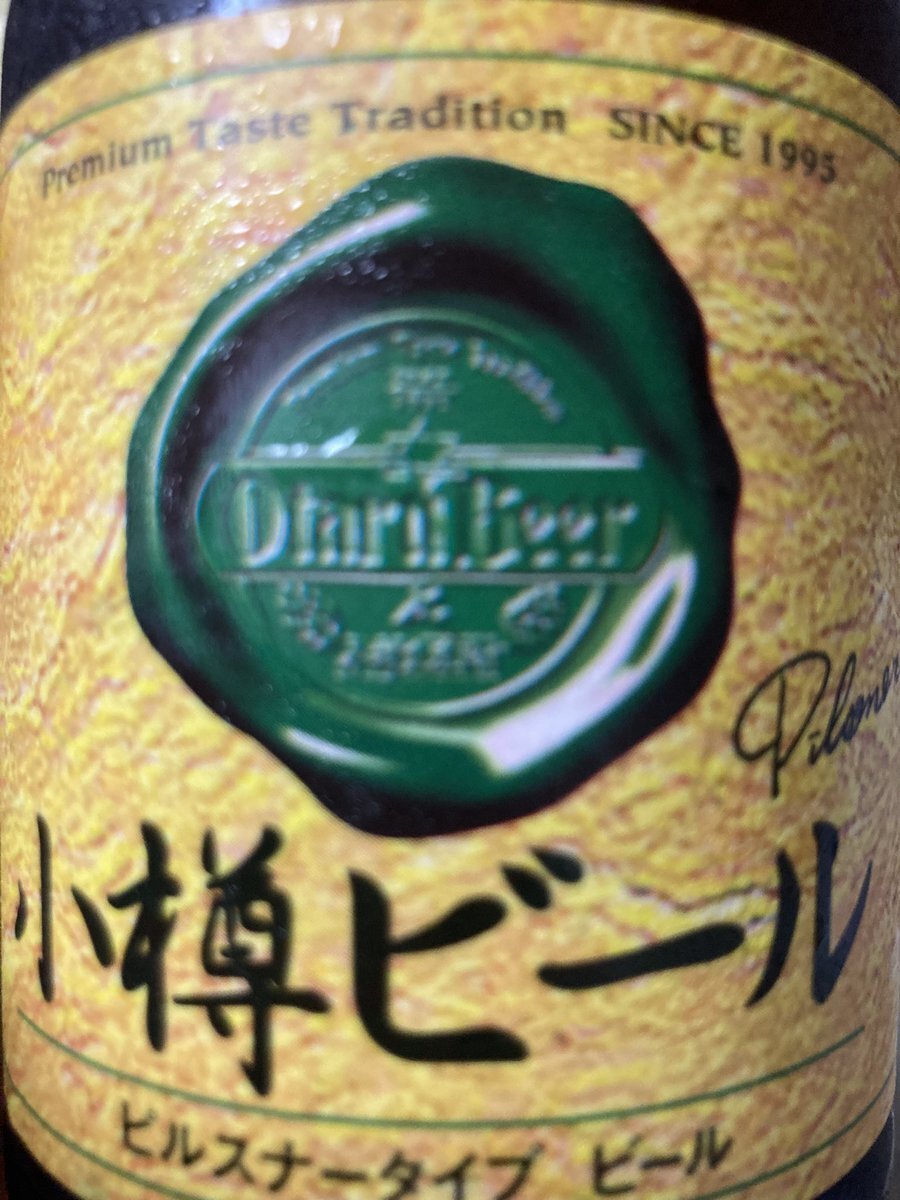 Premium Taste Tradition SINCE 1995
Otaru Beer
Pilsner
小樽ビール
ピルスナータイプ ビール